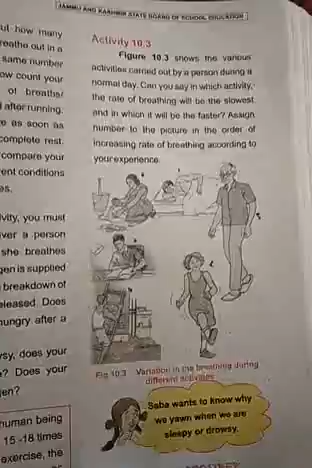 JAMMU AND KASHMIR STATE BOARD OF SCHOOL EDUCATION
ut how many
reathe out in a
same number
ow count your
of breaths/
after running.
as soon as
complete rest.
compare your
ent conditions
es.
ivity, you must
ver a person
she breathes
gen is supplied
breakdown of
eleased. Does
hungry after a
sy, does your
? Does your
en?
human being
15 -18 times
exercise, the
Activity 10.3
Figure 10.3 shows the various
activities carried out by a person during a
normal day. Can you say in which activity,
the rate of breathing will be the slowest
and in which it will be the faster? Assign
number to the picture in the order of
increasing rate of breathing according to
your experience.
Fig 10.3 Variation in the breathing during
different activities
Saba wants to know why
we yawn when we are
sleepy or drowsy.